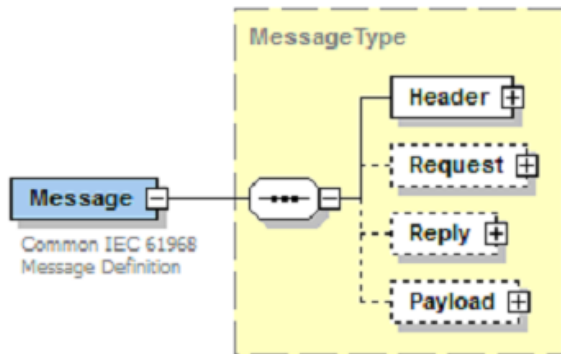 MessageType
Header
Request
Message
Common IEC 61968
Message Definition
Reply
Payload